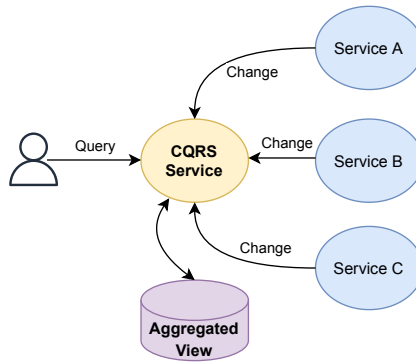 Service A
Change
Query
CQRS
Service
Change
Service B
Change
Service C
Aggregated
View